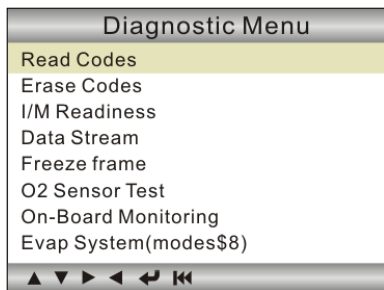 Diagnostic Menu
Read Codes
Erase Codes
I/M Readiness
Data Stream
Freeze frame
O2 Sensor Test
On-Board Monitoring
Evap System(modes$8)